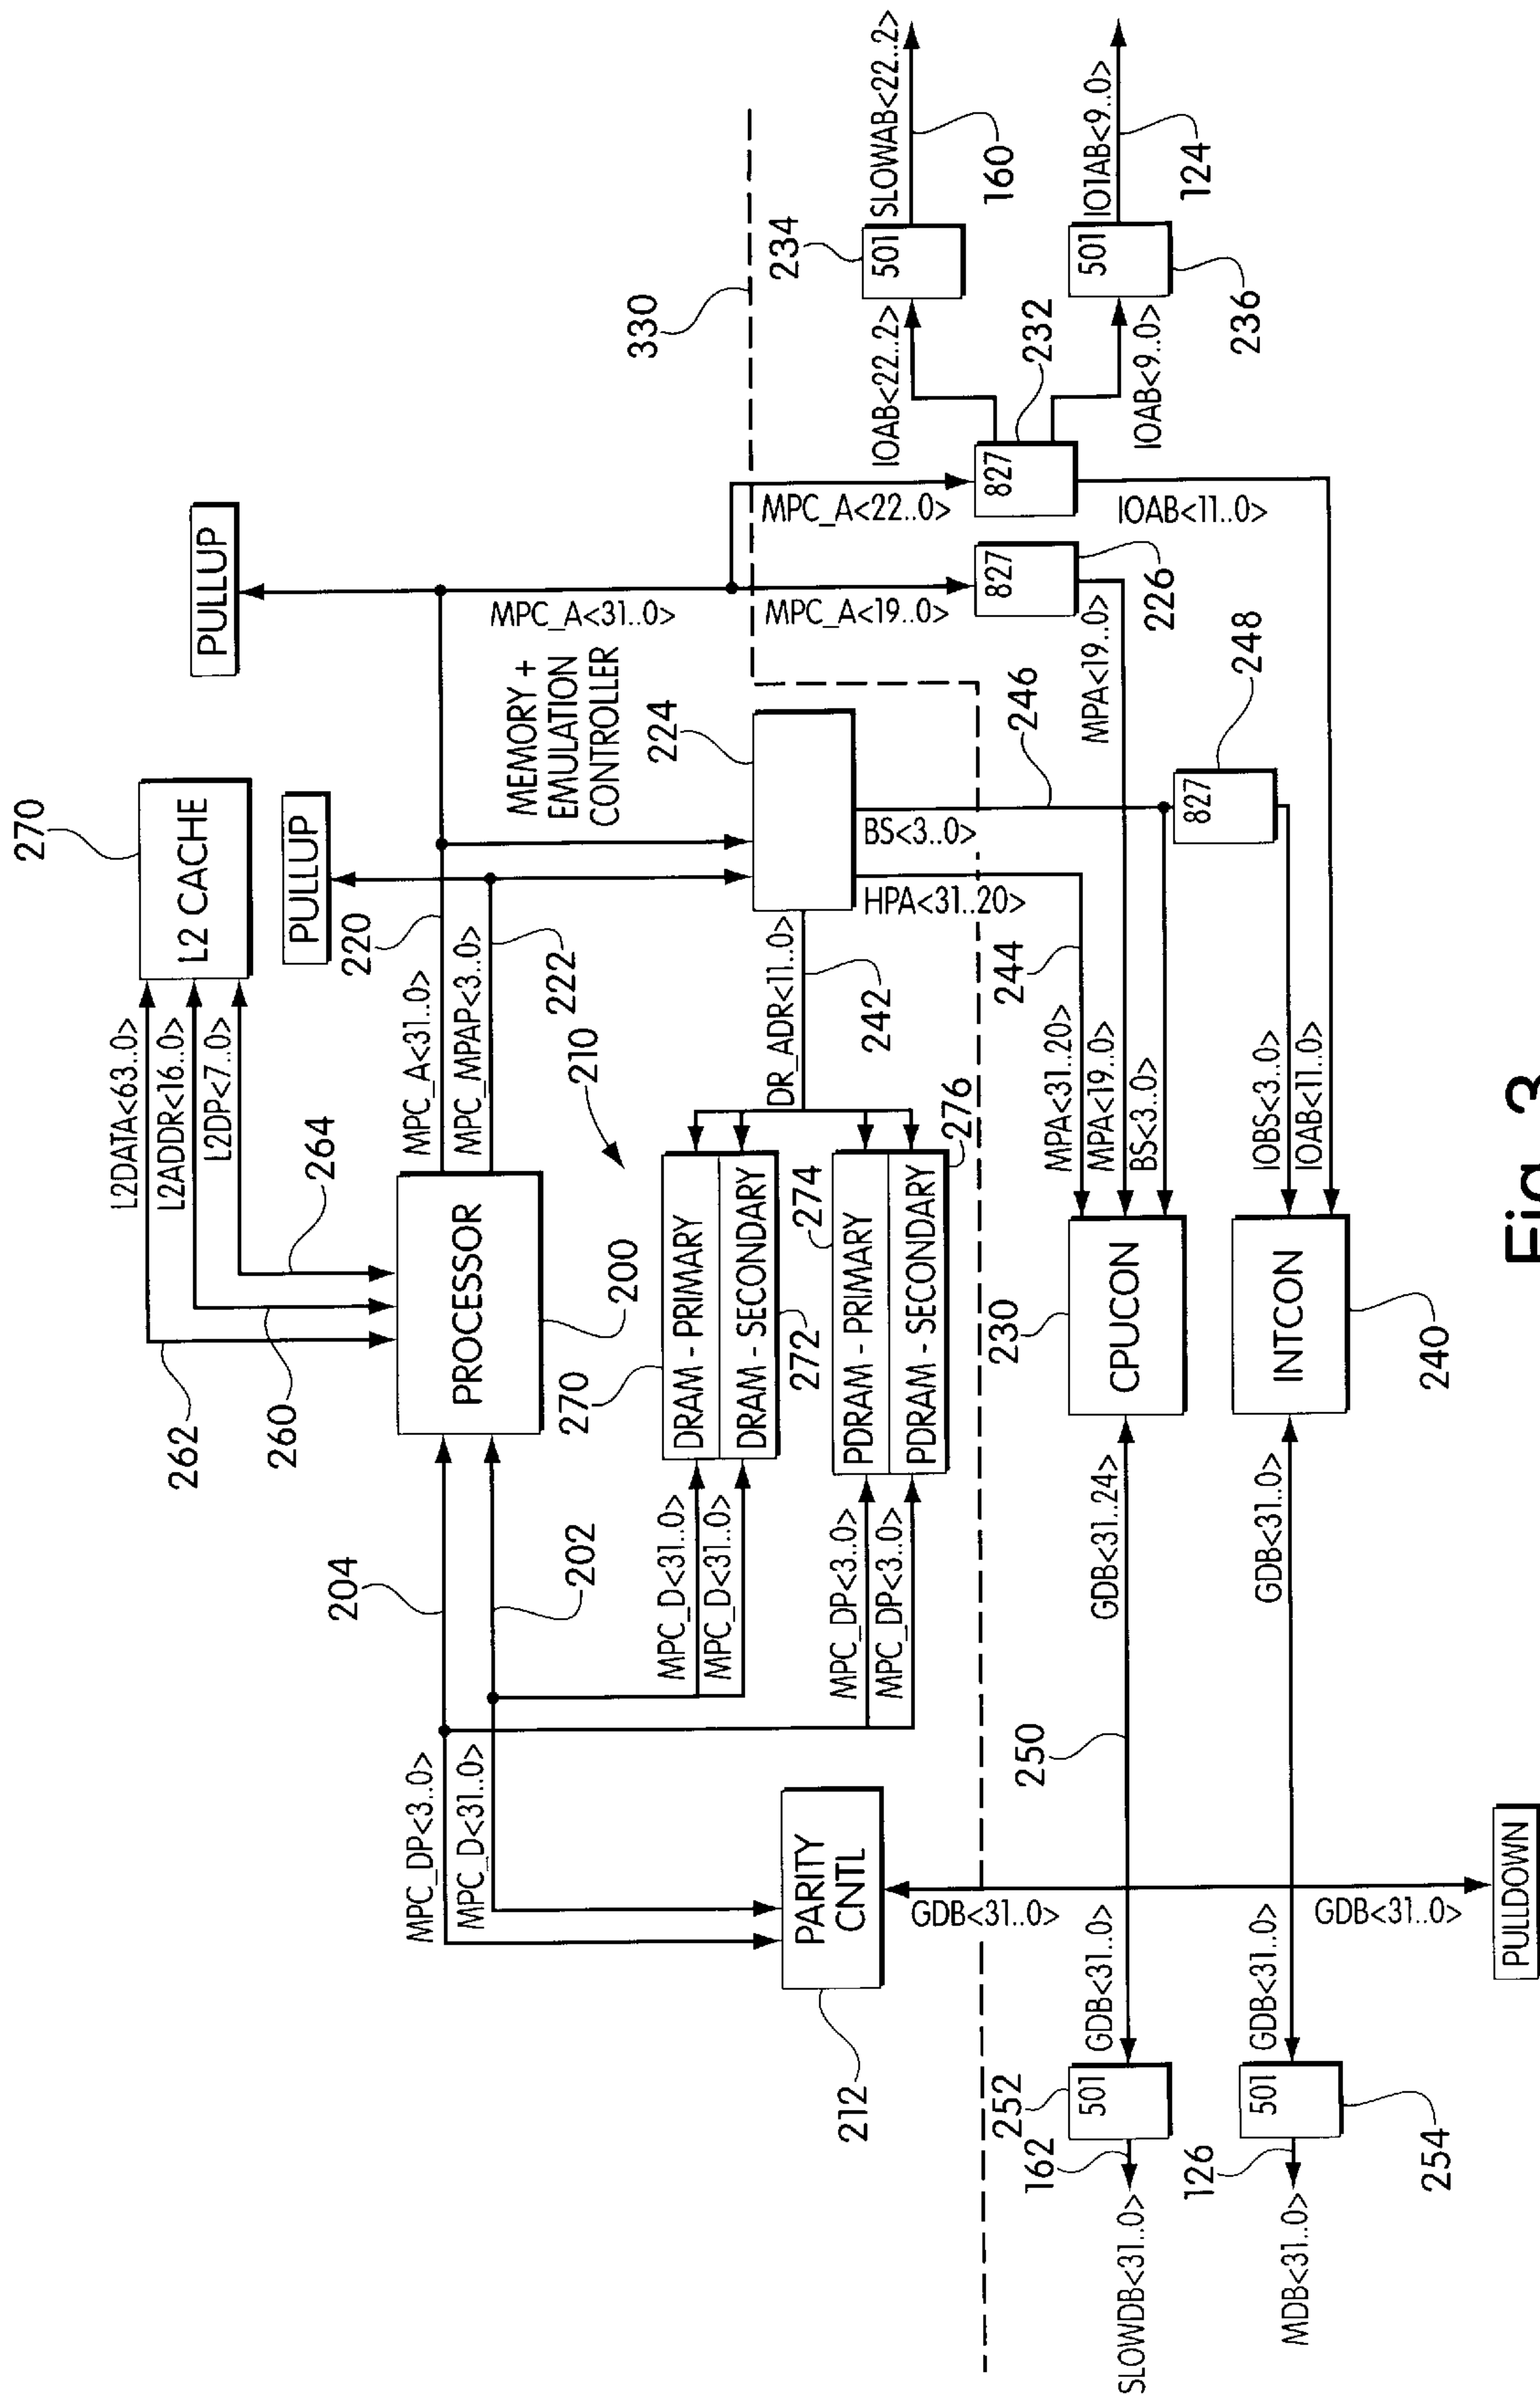 270
L2 CACHE
PULLUP
PULLUP
L2DATA<63..0>
L2ADDR<16..0>
L2DP<7..0>
264
262
260
220
MPC_A<31..0>
MPC_MPAP<3..0>
222
210
PROCESSOR
200
204
202
MPC_DP<3..0>
MPC_D<31..0>
MPC_A<31..0>
MEMORY +
EMULATION
CONTROLLER
224
330
MPC_D<31..0>
MPC_D<31..0>
270
DRAM - PRIMARY
DRAM - SECONDARY
272
MPC_DP<3..0>
MPC_DP<3..0>
274
PDRAM - PRIMARY
PDRAM - SECONDARY
276
DR_ADR<11..0>
242
BS<3..0>
HPA<31..20>
PARITY
CNTL
212
GDB<31..0>
MPC_A<22..0>
MPC_A<19..0>
827
232
827
226
IOAB<22..2>
234
501
SLOWAB<22..2>
160
IOAB<9..0>
501
236
IO1AB<9..0>
124
IOAB<11..0>
MPA<19..0>
246
244
827
248
MPA<31..20>
MPA<19..0>
BS<3..0>
230
CPUCON
GDB<31..24>
250
GDB<31..0>
252
501
162
SLOWDB<31..0>
IOBS<3..0>
IOAB<11..0>
INTCON
240
GDB<31..0>
GDB<31..0>
501
254
126
MDB<31..0>
GDB<31..0>
PULLDOWN
Fig. 3